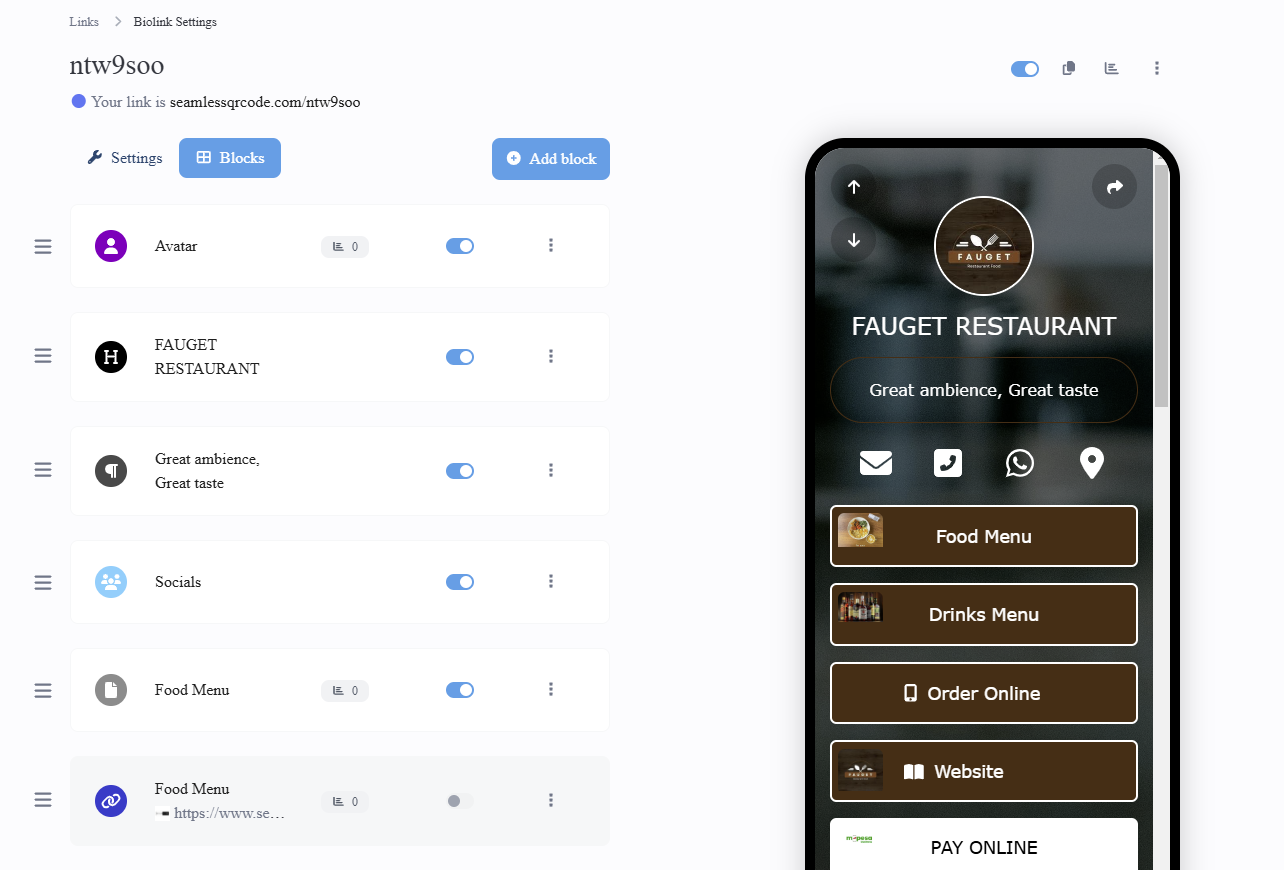 Links > Biolink Settings
ntw9soo
Your link is seamlessqrcode.com/ntw9soo
Settings
Blocks
Add block
Avatar
0
FAUGET
RESTAURANT
Great ambience,
Great taste
Socials
Food Menu
0
Food Menu
https://www.se…
0
FAUGET
Restaurant Food
FAUGET RESTAURANT
Great ambience, Great taste
Food Menu
Drinks Menu
Order Online
Website
PAY ONLINE